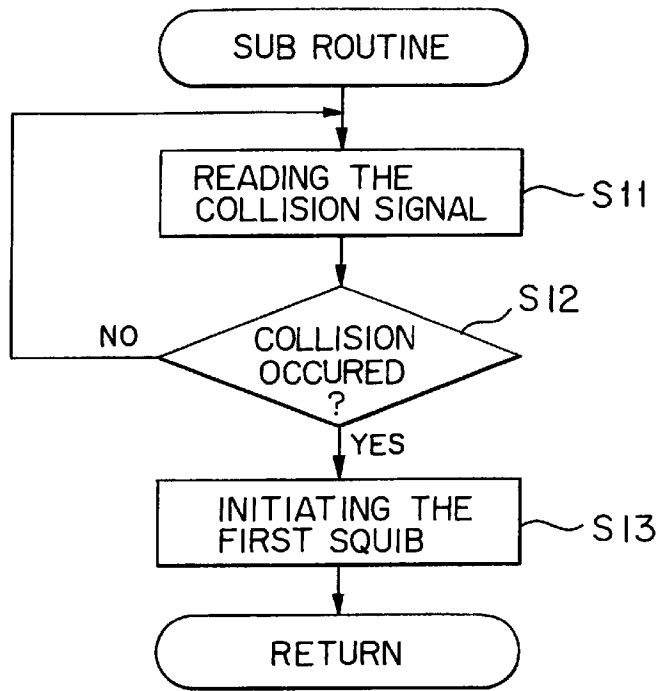 SUB ROUTINE
READING THE
COLLISION SIGNAL
S11
S12
NO
COLLISION
OCCURED
?
YES
INITIATING THE
FIRST SQUIB
S13
RETURN